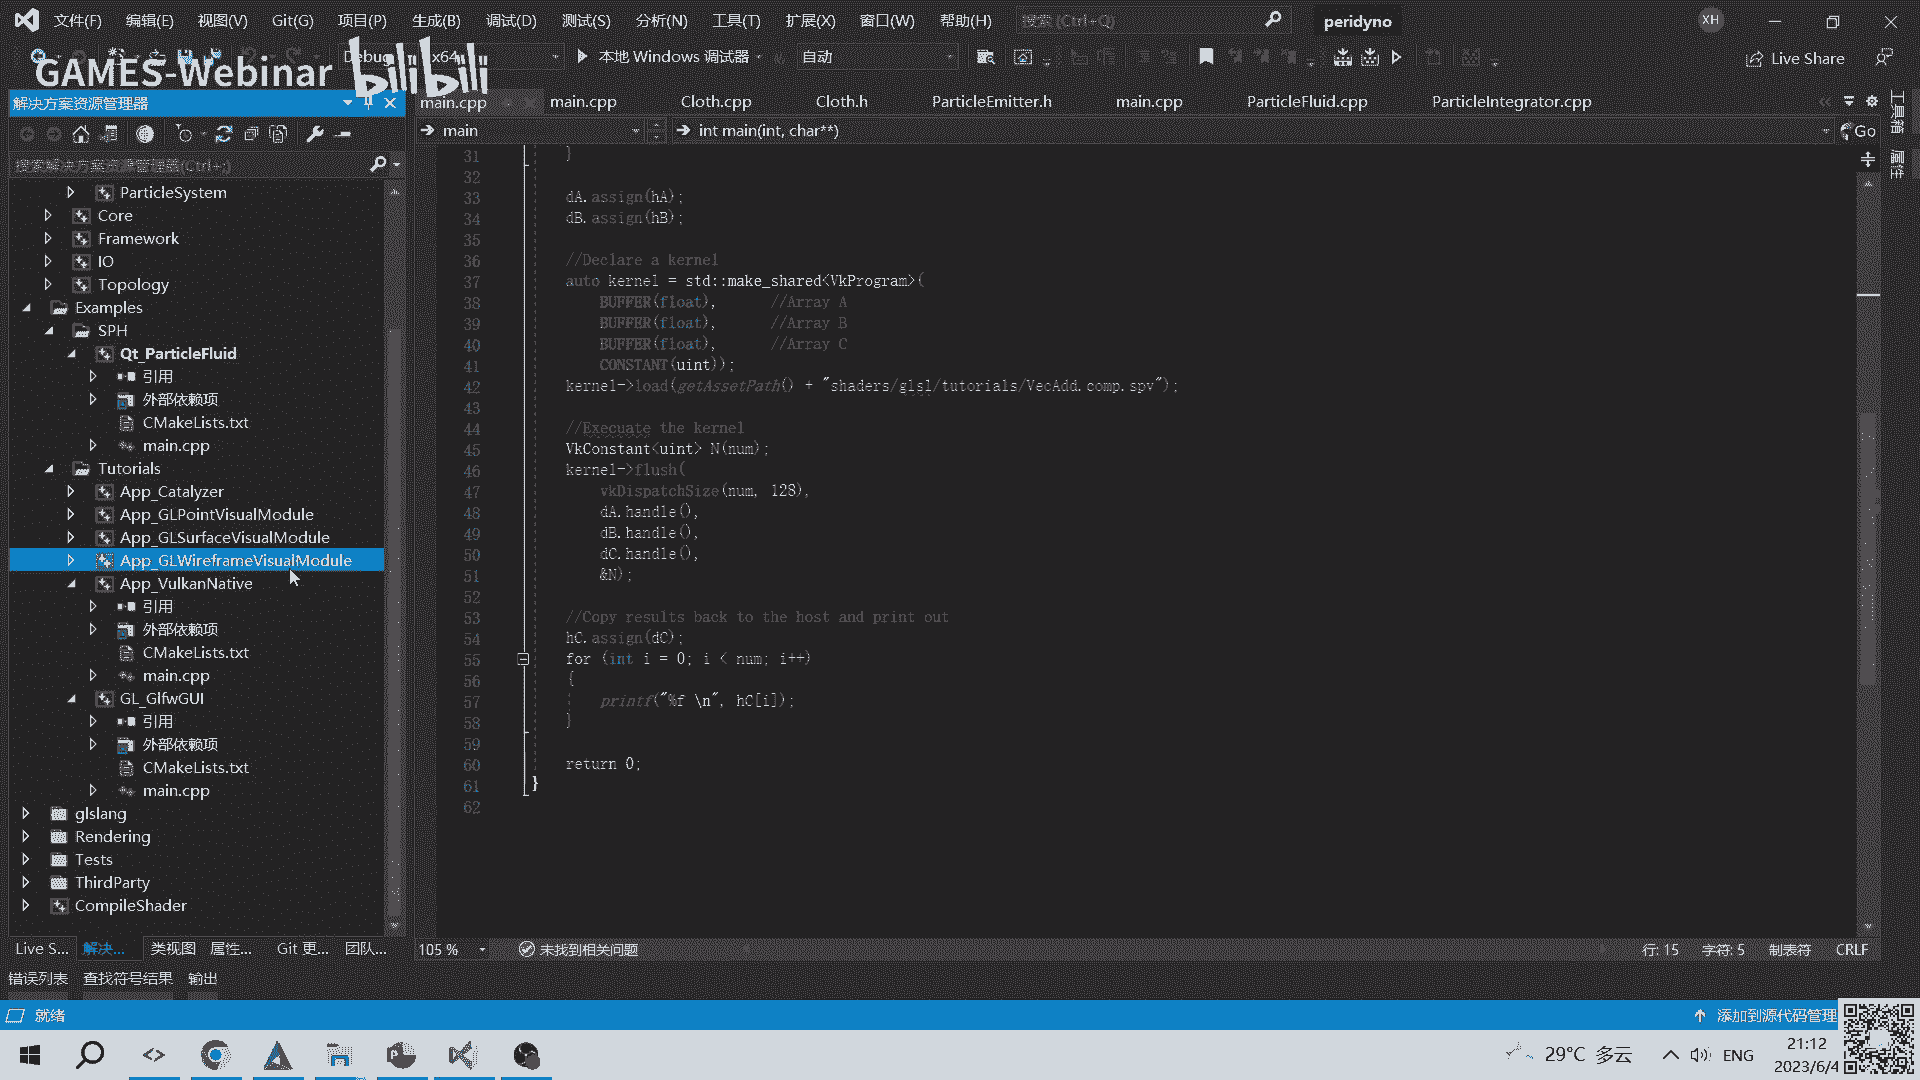 文件(F) 编辑(E) 视图(V) Git(G) 项目(P) 生成(B) 调试(D) 测试(S) 分析(N) 工具(T) 扩展(X) 窗口(W) 帮助(H) 搜索 (Ctrl+Q) peridyno XH
Debug x64 本地 Windows 调试器 自动 Live Share
GAMES-Webinar bilibili
解决方案资源管理器
main.cpp main.cpp Cloth.cpp Cloth.h ParticleEmitter.h main.cpp ParticleFluid.cpp ParticleIntegrator.cpp
main int main(int, char**) Go
工具箱
属性
搜索解决方案资源管理器(Ctrl+;)
ParticleSystem
Core
Framework
IO
Topology
Examples
SPH
Qt_ParticleFluid
引用
外部依赖项
CMakeLists.txt
main.cpp
Tutorials
App_Catalyzer
App_GLPointVisualModule
App_GLSurfaceVisualModule
App_GLWireframeVisualModule
App_VulkanNative
引用
外部依赖项
CMakeLists.txt
main.cpp
GL_GlfwGUI
引用
外部依赖项
CMakeLists.txt
main.cpp
glslang
Rendering
Tests
ThirdParty
CompileShader
31 }
32
33 dA.assign(hA);
34 dB.assign(hB);
35
36 //Declare a kernel
37 auto kernel = std::make_shared<VkProgram>(
38 BUFFER(float), //Array A
39 BUFFER(float), //Array B
40 BUFFER(float), //Array C
41 CONSTANT(uint));
42 kernel->load(getAssetPath() + "shaders/glsl/tutorials/VecAdd.comp.spv");
43
44 //Execuate the kernel
45 VkConstant<uint> N(num);
46 kernel->flush(
47 vkDispatchSize(num, 128),
48 dA.handle(),
49 dB.handle(),
50 dC.handle(),
51 &N);
52
53 //Copy results back to the host and print out
54 hC.assign(dC);
55 for (int i = 0; i < num; i++)
56 {
57 printf("%f \n", hC[i]);
58 }
59
60 return 0;
61 }
62
Live S... 解决... 类视图 属性... Git 更... 团队...
105 % 未找到相关问题 行: 15 字符: 5 制表符 CRLF
错误列表 查找符号结果 输出
就绪 添加到源代码管理
29°C 多云 ENG 21:12
2023/6/4